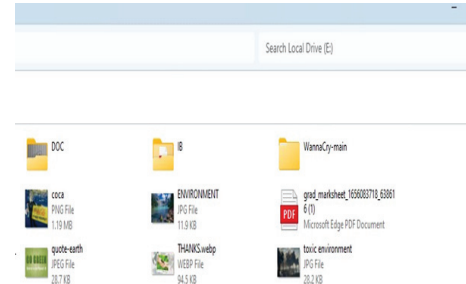 Search Local Drive (E:)
DOC
IB
WannaCry-main
coca
PNG File
1.19 MB
ENVIRONMENT
JPG File
11.9 KB
PDF
grad_marksheet_1656083718_63861
6 (1)
Microsoft Edge PDF Document
quote-earth
JPEG File
28.7 KB
THANKS.webp
WEBP File
94.5 KB
toxic environment
JPG File
28.2 KB